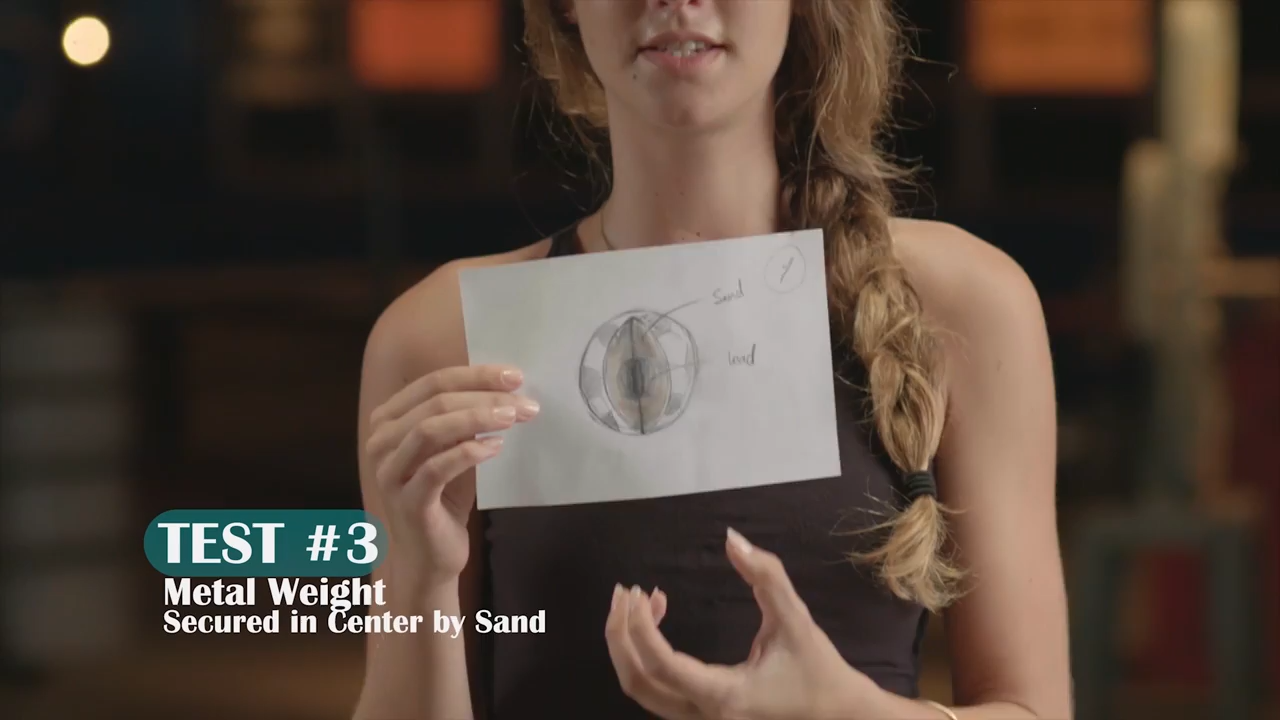 Sand
lead
TEST #3
Metal Weight
Secured in Center by Sand